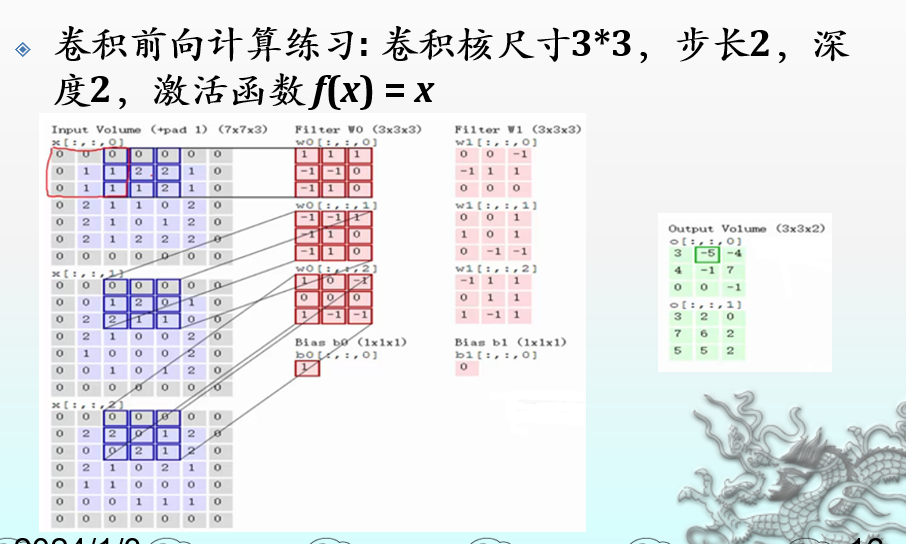 卷积前向计算练习: 卷积核尺寸3*3，步长2，深
度2，激活函数f(x) = x
Input Volume (+pad 1) (7x7x3)
x[:,:,0]
0 0 0 0 0 0 0
0 1 1 2 2 1 0
0 1 1 1 2 1 0
0 2 1 1 0 2 0
0 2 1 0 1 2 0
0 2 1 2 2 2 0
0 0 0 0 0 0 0
x[:,:,1]
0 0 0 0 0 0 0
0 0 1 2 0 1 0
0 2 2 1 1 0 0
0 2 1 0 0 2 0
0 1 0 0 0 2 0
0 0 1 0 1 2 0
0 0 0 0 0 0 0
x[:,:,2]
0 0 0 0 0 0 0
0 2 2 0 1 2 0
0 0 0 2 1 2 0
0 2 1 0 2 1 0
0 1 1 0 0 0 0
0 0 0 1 1 1 0
0 0 0 0 0 0 0
Filter W0 (3x3x3)
w0[:,:,0]
1 1 1
-1 -1 0
-1 1 0
w0[:,:,1]
-1 -1 1
-1 1 0
-1 1 0
w0[:,:,2]
1 0 -1
0 0 0
1 -1 -1
Bias b0 (1x1x1)
b0[:,:,0]
1
Filter W1 (3x3x3)
w1[:,:,0]
0 0 -1
-1 1 1
0 0 0
w1[:,:,1]
0 0 1
1 0 1
0 -1 -1
w1[:,:,2]
-1 1 1
0 1 1
1 -1 1
Bias b1 (1x1x1)
b1[:,:,0]
0
Output Volume (3x3x2)
o[:,:,0]
3 -5 -4
4 -1 7
0 0 -1
o[:,:,1]
3 2 0
7 6 2
5 5 2